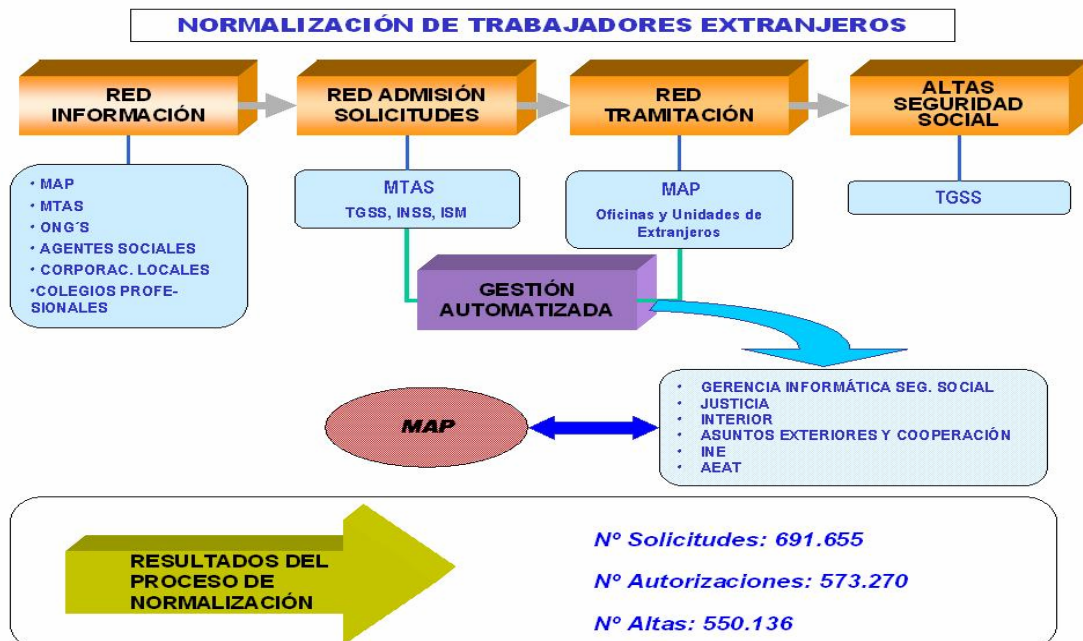 NORMALIZACIÓN DE TRABAJADORES EXTRANJEROS
RED
INFORMACIÓN
RED ADMISIÓN
SOLICITUDES
RED
TRAMITACIÓN
ALTAS
SEGURIDAD
SOCIAL
• MAP
• MTAS
• ONG´S
• AGENTES SOCIALES
• CORPORAC. LOCALES
•COLEGIOS PROFE-
SIONALES
MTAS
TGSS, INSS, ISM
MAP
Oficinas y Unidades de
Extranjeros
TGSS
GESTIÓN
AUTOMATIZADA
• GERENCIA INFORMÁTICA SEG. SOCIAL
• JUSTICIA
• INTERIOR
• ASUNTOS EXTERIORES Y COOPERACIÓN
• INE
• AEAT
MAP
RESULTADOS DEL
PROCESO DE
NORMALIZACIÓN
Nº Solicitudes: 691.655
Nº Autorizaciones: 573.270
Nº Altas: 550.136